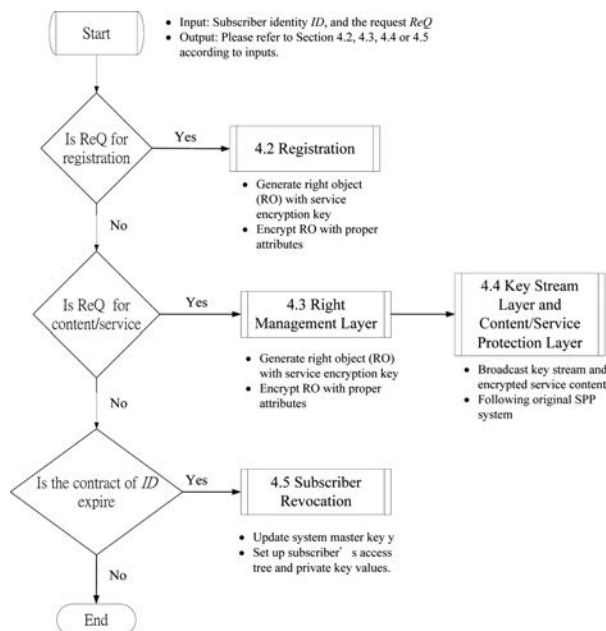 Start
• Input: Subscriber identity ID, and the request ReQ
• Output: Please refer to Section 4.2, 4.3, 4.4 or 4.5
according to inputs.
Is ReQ for
registration
Yes
4.2 Registration
• Generate right object
(RO) with service
encryption key
• Encrypt RO with proper
attributes
No
Is ReQ for
content/service
Yes
4.3 Right
Management Layer
4.4 Key Stream
Layer and
Content/Service
Protection Layer
• Generate right object (RO)
with service encryption key
• Encrypt RO with proper
attributes
• Broadcast key stream and
encrypted service content
• Following original SPP
system
No
Is the contract of ID
expire
Yes
4.5 Subscriber
Revocation
• Update system master key y
• Set up subscriber’ s access
tree and private key values.
No
End